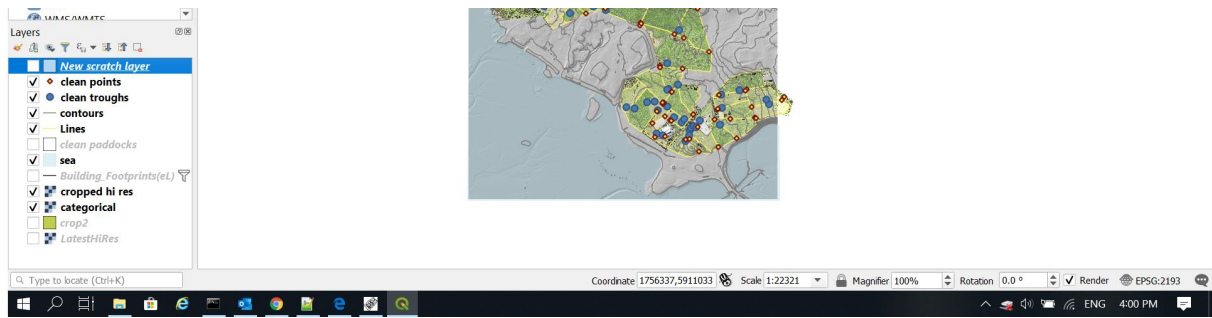 WMS/WMTS
Layers
New scratch layer
clean points
clean troughs
contours
Lines
clean paddocks
sea
Building_Footprints(eL)
cropped hi res
categorical
crop2
LatestHiRes
Type to locate (Ctrl+K)
Coordinate 1756337,5911033 Scale 1:22321 Magnifier 100% Rotation 0.0 ° Render EPSG:2193
ENG 4:00 PM